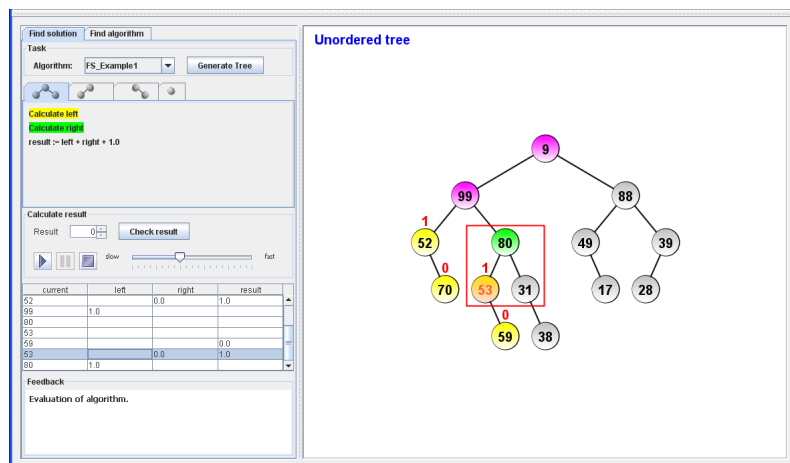 Find solution Find algorithm
Task
Algorithm: FS_Example1 Generate Tree
Calculate left
Calculate right
result := left + right + 1.0
Calculate result
Result 0 Check result
slow fast
current left right result
52 0.0 1.0
99 1.0
80
53
59 0.0
53 0.0 1.0
80 1.0
Feedback
Evaluation of algorithm.
Unordered tree
9
99 88
1
52 80 49 39
0 1
70 53 31 17 28
0
59 38